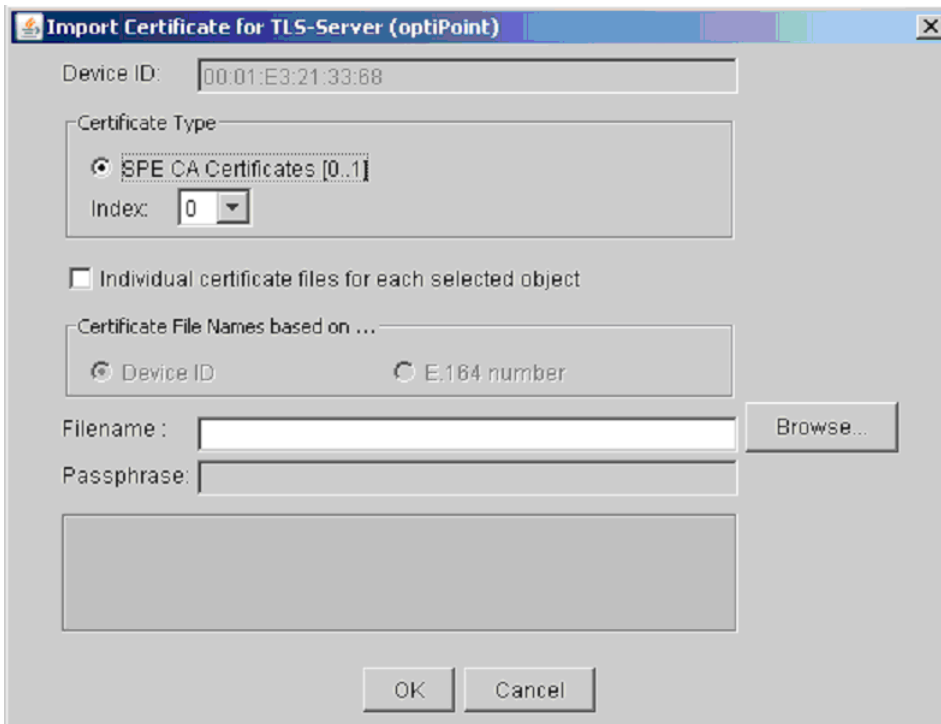 Import Certificate for TLS-Server (optiPoint)
Device ID: 00:01:E3:21:33:68
Certificate Type
SPE CA Certificates [0..1]
Index: 0
Individual certificate files for each selected object
Certificate File Names based on ...
Device ID E.164 number
Filename : Browse...
Passphrase:
OK Cancel